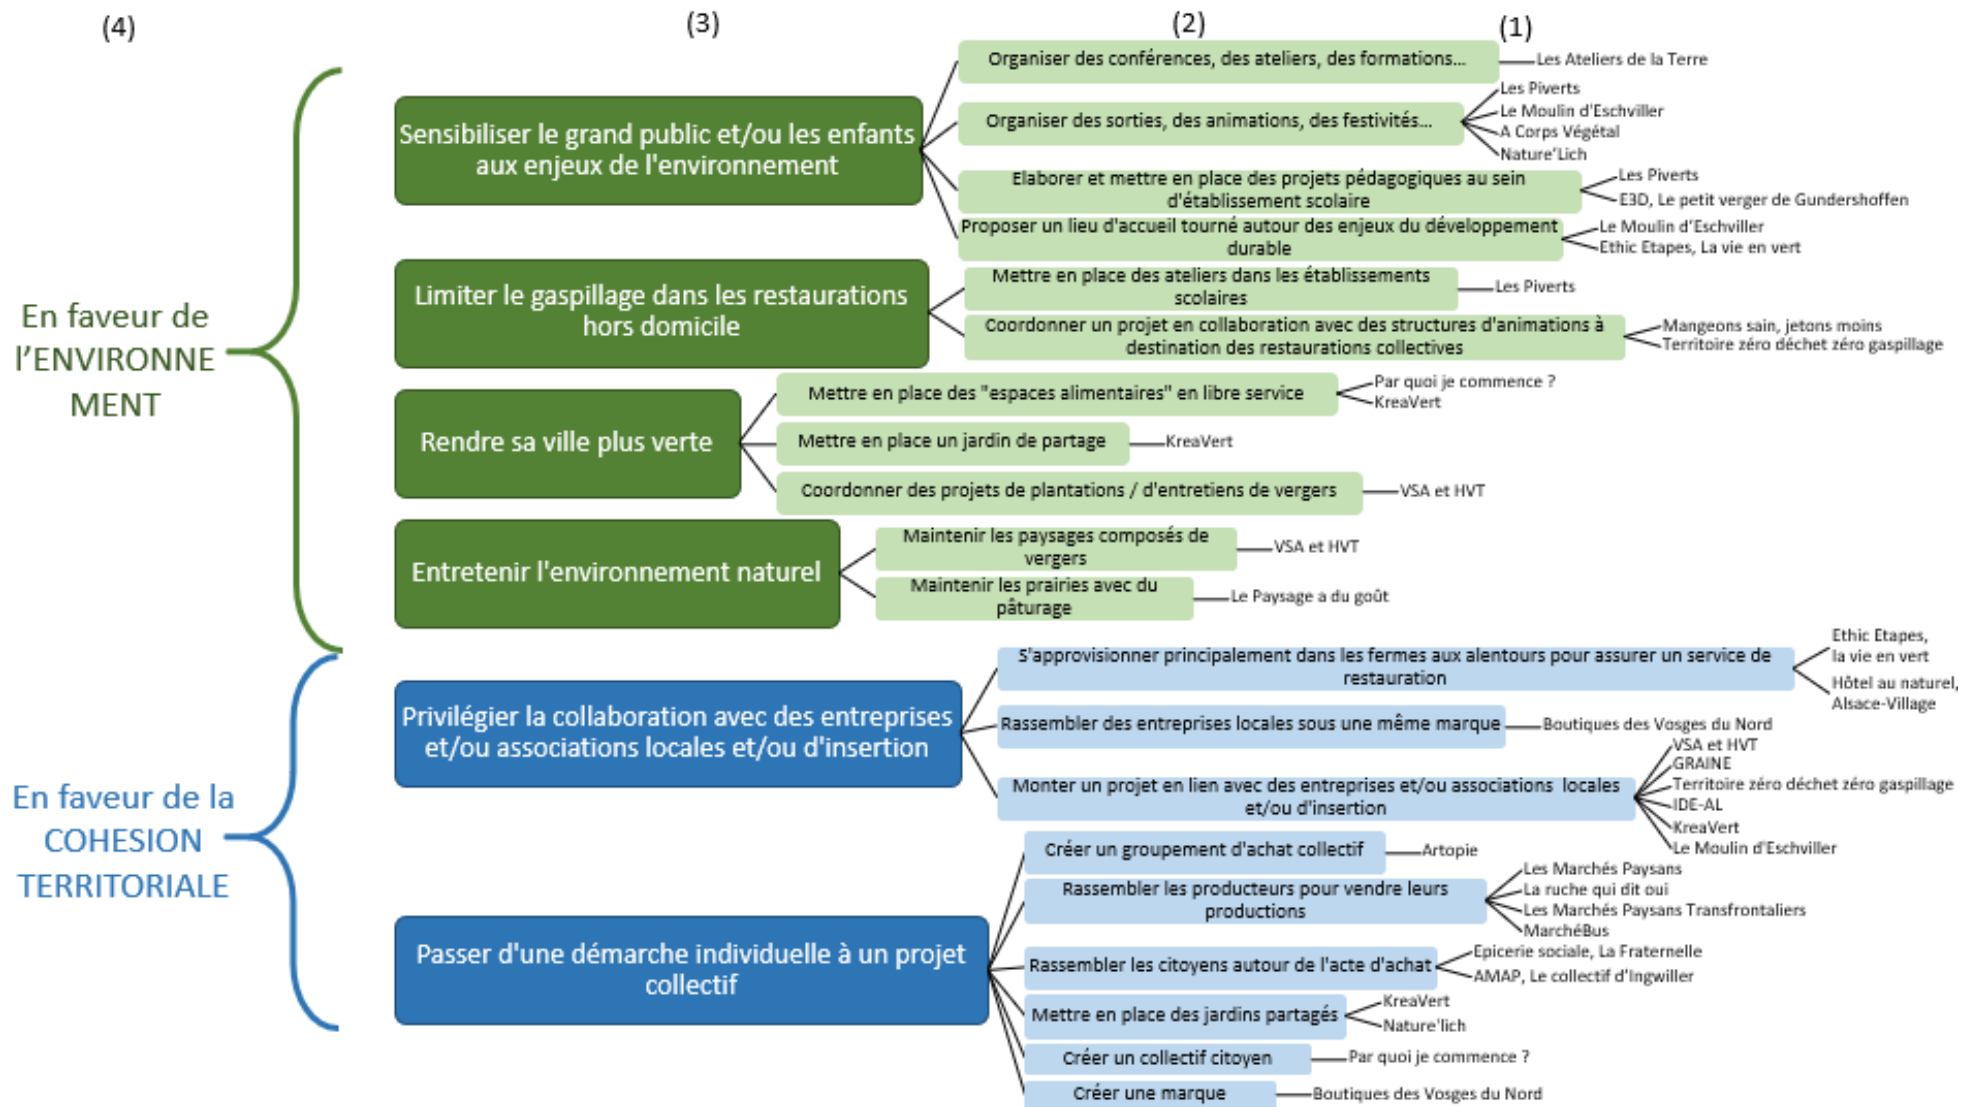 (4)
(3)
(2)
(1)
En faveur de
l'ENVIRONNE
MENT
Sensibiliser le grand public et/ou les enfants
aux enjeux de l'environnement
Organiser des conférences, des ateliers, des formations...
Les Ateliers de la Terre
Organiser des sorties, des animations, des festivités...
Les Piverts
Le Moulin d'Eschviller
A Corps Végétal
Nature'Lich
Elaborer et mettre en place des projets pédagogiques au sein
d'établissement scolaire
Les Piverts
E3D, Le petit verger de Gundershoffen
Proposer un lieu d'accueil tourné autour des enjeux du développement
durable
Le Moulin d'Eschviller
Ethic Etapes, La vie en vert
Limiter le gaspillage dans les restaurations
hors domicile
Mettre en place des ateliers dans les établissements
scolaires
Les Piverts
Coordonner un projet en collaboration avec des structures d'animations à
destination des restaurations collectives
Mangeons sain, jetons moins
Territoire zéro déchet zéro gaspillage
Rendre sa ville plus verte
Mettre en place des "espaces alimentaires" en libre service
Par quoi je commence ?
KreaVert
Mettre en place un jardin de partage
KreaVert
Coordonner des projets de plantations / d'entretiens de vergers
VSA et HVT
Entretenir l'environnement naturel
Maintenir les paysages composés de
vergers
VSA et HVT
Maintenir les prairies avec du
pâturage
Le Paysage a du goût
En faveur de la
COHESION
TERRITORIALE
Privilégier la collaboration avec des entreprises
et/ou associations locales et/ou d'insertion
S'approvisionner principalement dans les fermes aux alentours pour assurer un service de
restauration
Ethic Etapes,
la vie en vert
Hôtel au naturel,
Alsace-Village
Rassembler des entreprises locales sous une même marque
Boutiques des Vosges du Nord
Monter un projet en lien avec des entreprises et/ou associations locales
et/ou d'insertion
VSA et HVT
GRAINE
Territoire zéro déchet zéro gaspillage
IDE-AL
KreaVert
Le Moulin d'Eschviller
Passer d'une démarche individuelle à un projet
collectif
Créer un groupement d'achat collectif
Artopie
Rassembler les producteurs pour vendre leurs
productions
Les Marchés Paysans
La ruche qui dit oui
Les Marchés Paysans Transfrontaliers
MarchéBus
Rassembler les citoyens autour de l'acte d'achat
Epicerie sociale, La Fraternelle
AMAP, Le collectif d'Ingwiller
Mettre en place des jardins partagés
KreaVert
Nature'lich
Créer un collectif citoyen
Par quoi je commence ?
Créer une marque
Boutiques des Vosges du Nord